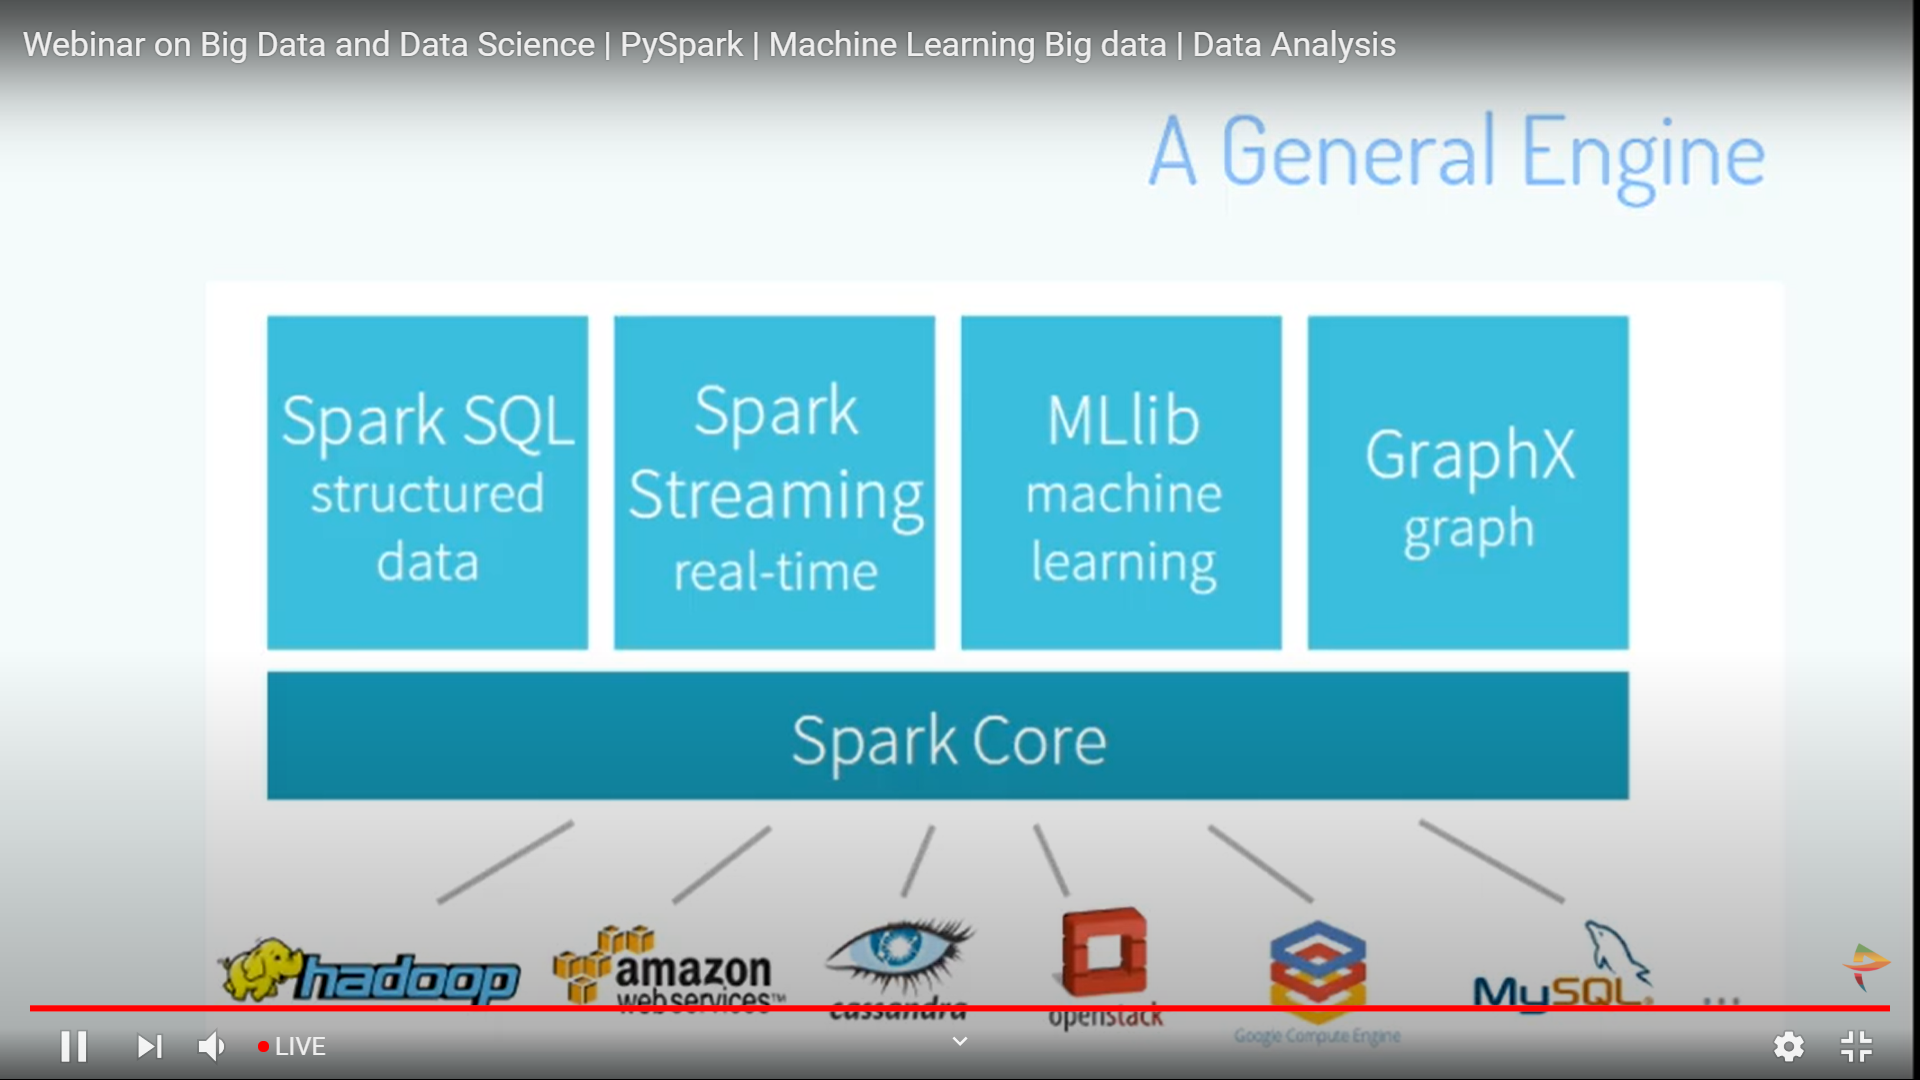 Webinar on Big Data and Data Science | PySpark | Machine Learning Big data | Data Analysis
A General Engine
Spark SQL
structured
data
Spark
Streaming
real-time
MLlib
machine
learning
GraphX
graph
Spark Core
hadoop
amazon
webservices™
cassandra
openstack
Google Compute Engine
MySQL®
...
LIVE